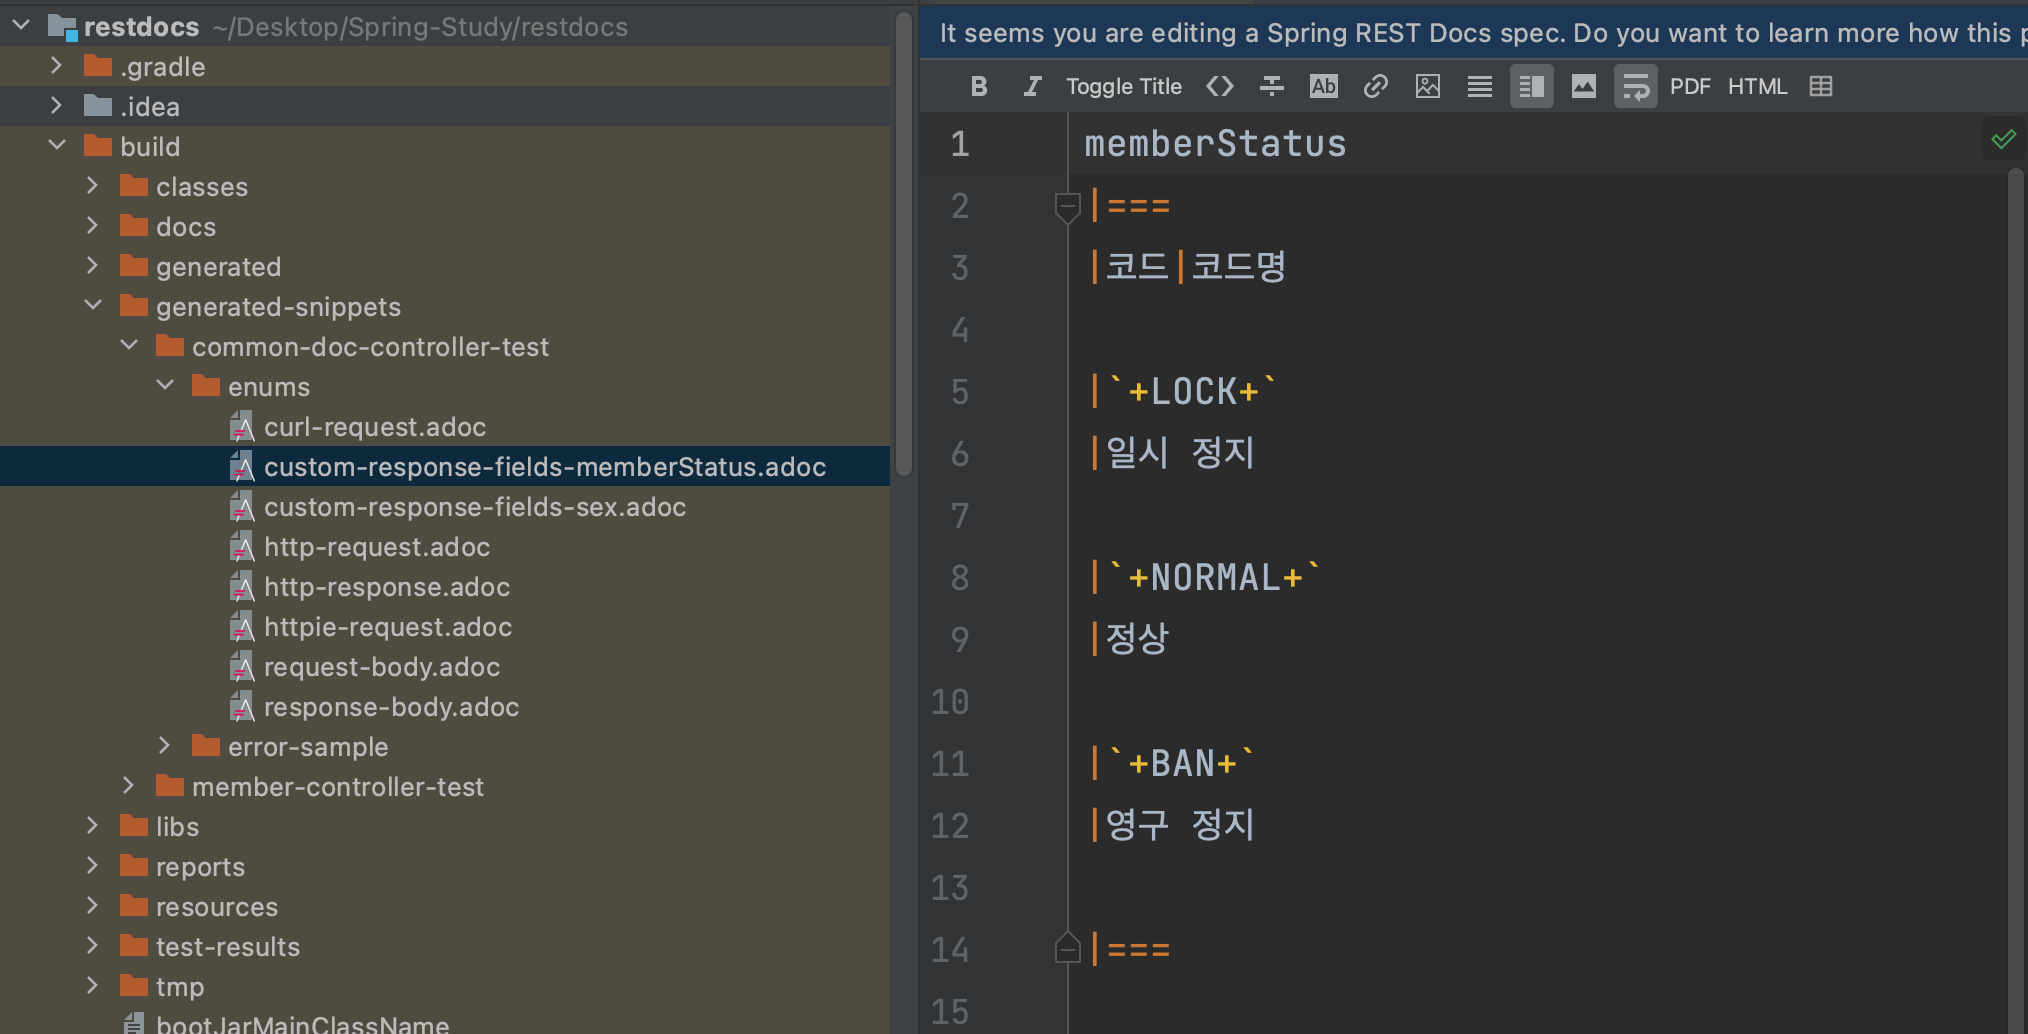 restdocs ~/Desktop/Spring-Study/restdocs
.gradle
.idea
build
classes
docs
generated
generated-snippets
common-doc-controller-test
enums
curl-request.adoc
custom-response-fields-memberStatus.adoc
custom-response-fields-sex.adoc
http-request.adoc
http-response.adoc
httpie-request.adoc
request-body.adoc
response-body.adoc
error-sample
member-controller-test
libs
reports
resources
test-results
tmp
bootJarMainClassName
It seems you are editing a Spring REST Docs spec. Do you want to learn more how this p
B I Toggle Title <> Ab PDF HTML
1 memberStatus
2 |===
3 |코드|코드명
4
5 |`+LOCK+`
6 |일시 정지
7
8 |`+NORMAL+`
9 |정상
10
11 |`+BAN+`
12 |영구 정지
13
14 |===
15